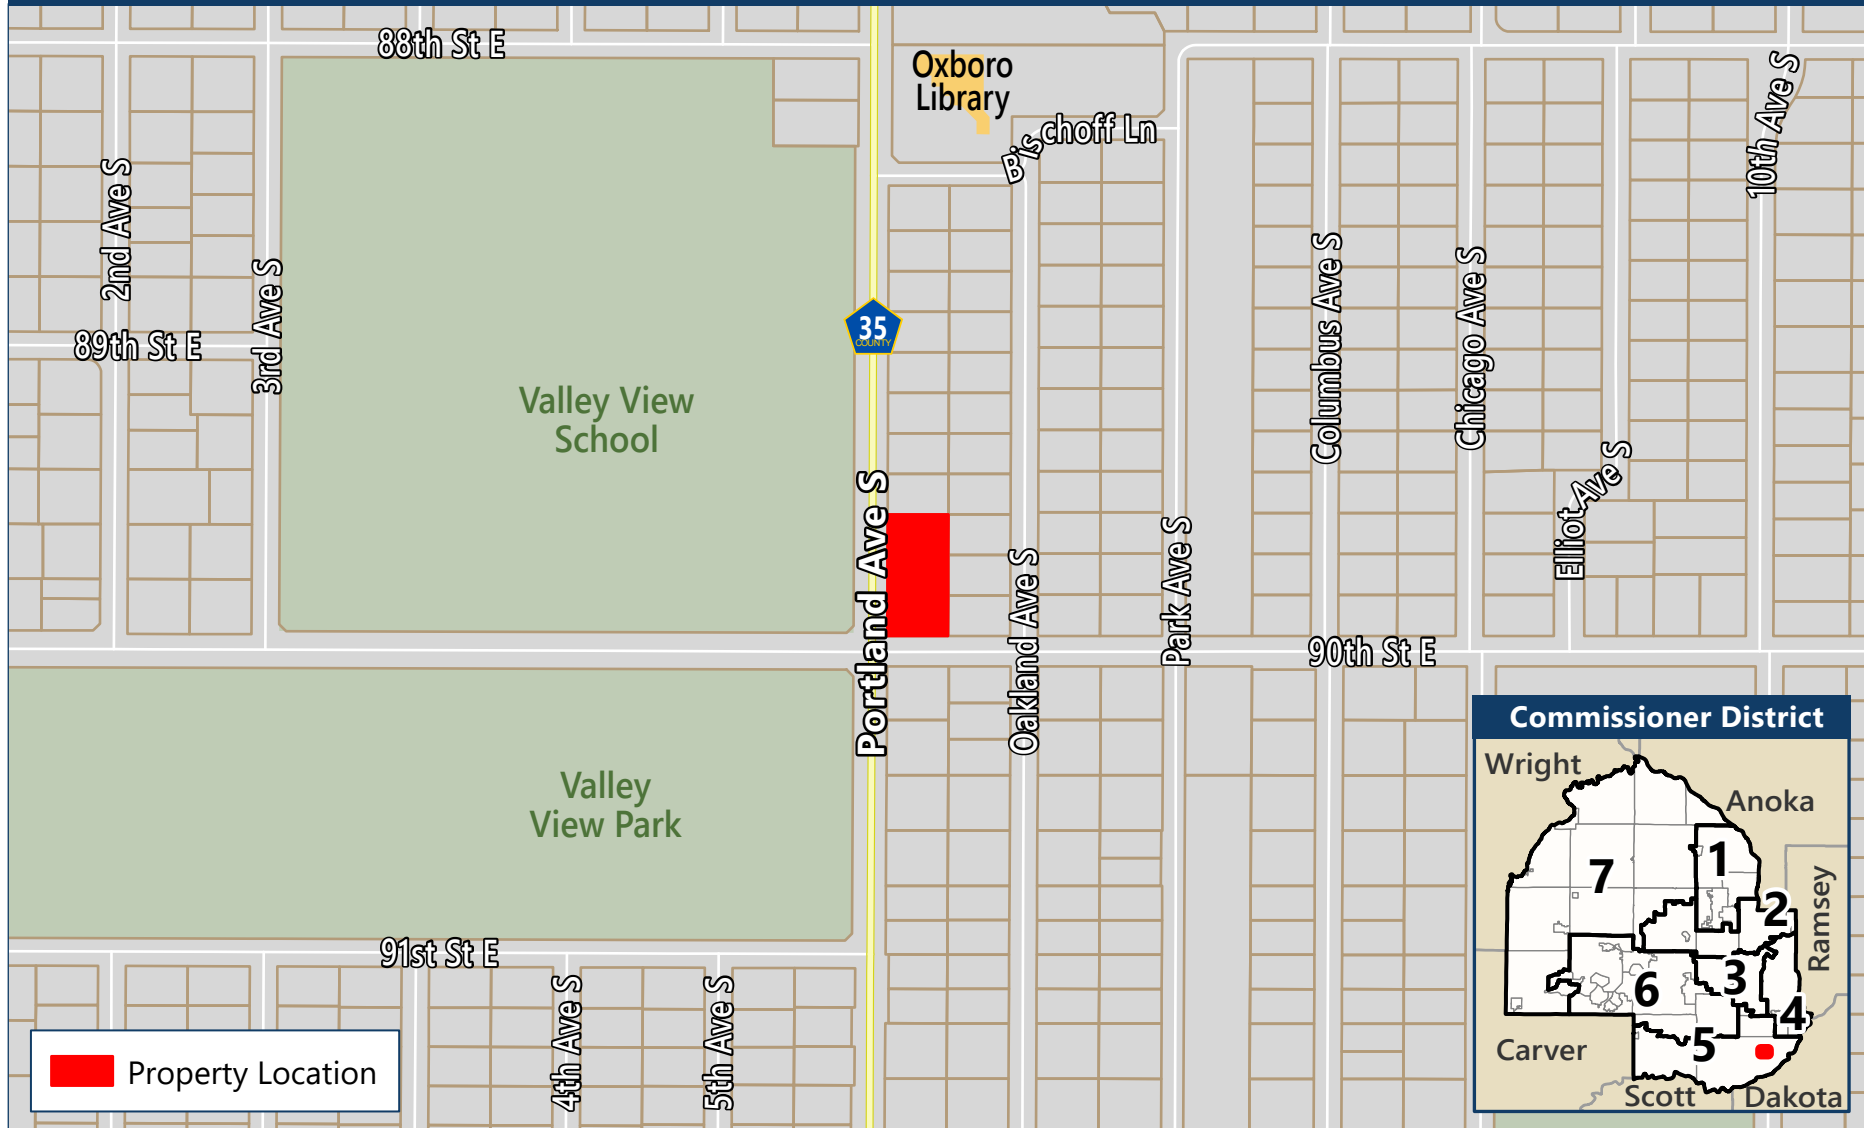 88th St E
Oxboro
Library
Bischoff Ln
10th Ave S
2nd Ave S
3rd Ave S
89th St E
35
COUNTY
Columbus Ave S
Chicago Ave S
Valley View
School
Elliot Ave S
Portland Ave S
Oakland Ave S
Park Ave S
90th St E
Valley
View Park
91st St E
4th Ave S
5th Ave S
Property Location
Commissioner District
Wright
Anoka
Ramsey
7
1
2
3
6
4
5
Carver
Scott
Dakota